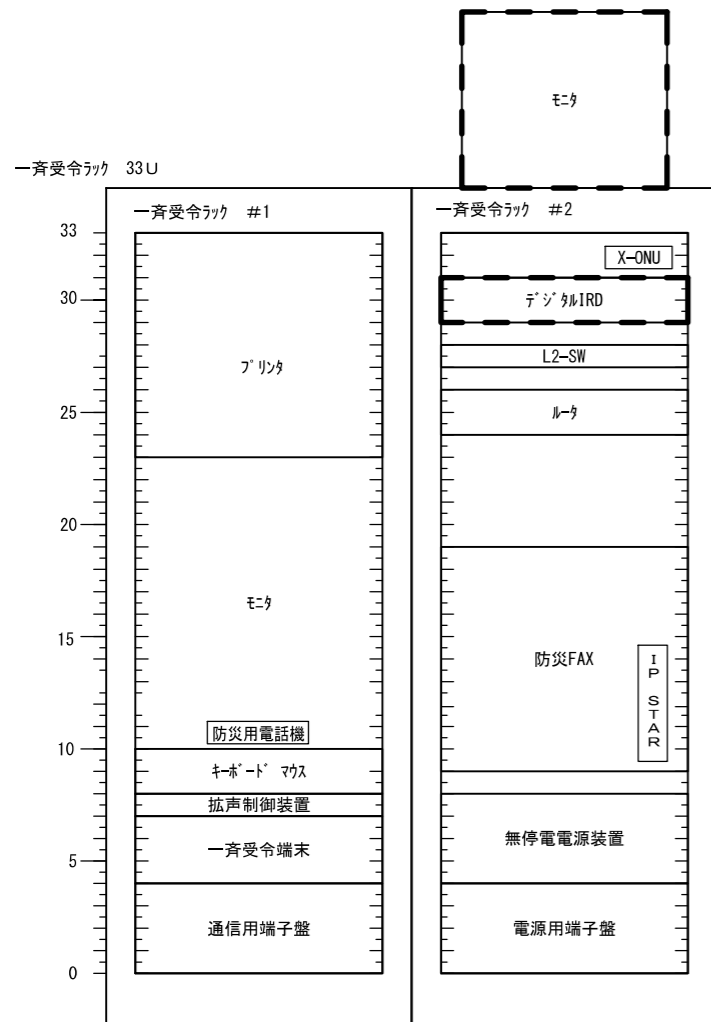 ﾓﾆﾀ
一斉受令ﾗｯｸ 33U
一斉受令ﾗｯｸ #1
一斉受令ﾗｯｸ #2
33
30
25
20
15
10
5
0
ﾌﾟﾘﾝﾀ
ﾓﾆﾀ
防災用電話機
ｷｰﾎﾞｰﾄﾞ ﾏｳｽ
拡声制御装置
一斉受令端末
通信用端子盤
X-ONU
ﾃﾞｼﾞﾀﾙIRD
L2-SW
ﾙｰﾀ
防災FAX
IP STAR
無停電電源装置
電源用端子盤